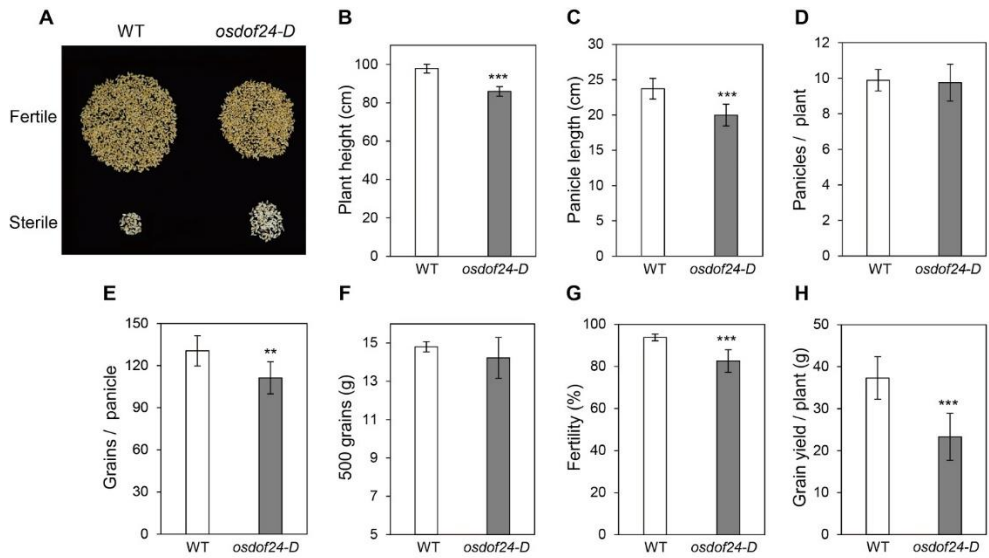 A
WT osdof24-D
Fertile
Sterile
B
Plant height (cm)
100
80
60
40
20
0
***
WT osdof24-D
C
Panicle length (cm)
30
25
20
15
10
5
0
***
WT osdof24-D
D
Panicles / plant
12
10
8
6
4
2
0
WT osdof24-D
E
Grains / panicle
150
120
90
60
30
0
**
WT osdof24-D
F
500 grains (g)
15
13
11
9
7
5
WT osdof24-D
G
Fertility (%)
100
80
60
40
20
0
***
WT osdof24-D
H
Grain yield / plant (g)
50
40
30
20
10
0
***
WT osdof24-D